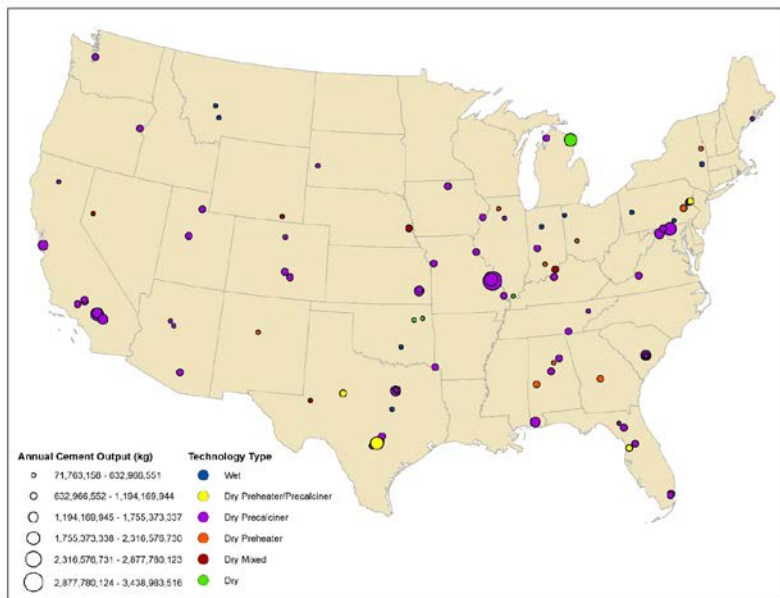 Annual Cement Output (kg)
71,763,158 - 632,966,551
632,966,552 - 1,194,169,944
1,194,169,945 - 1,755,373,337
1,755,373,338 - 2,316,576,730
2,316,576,731 - 2,877,780,123
2,877,780,124 - 3,438,983,516
Technology Type
Wet
Dry Preheater/Precalciner
Dry Precalciner
Dry Preheater
Dry Mixed
Dry